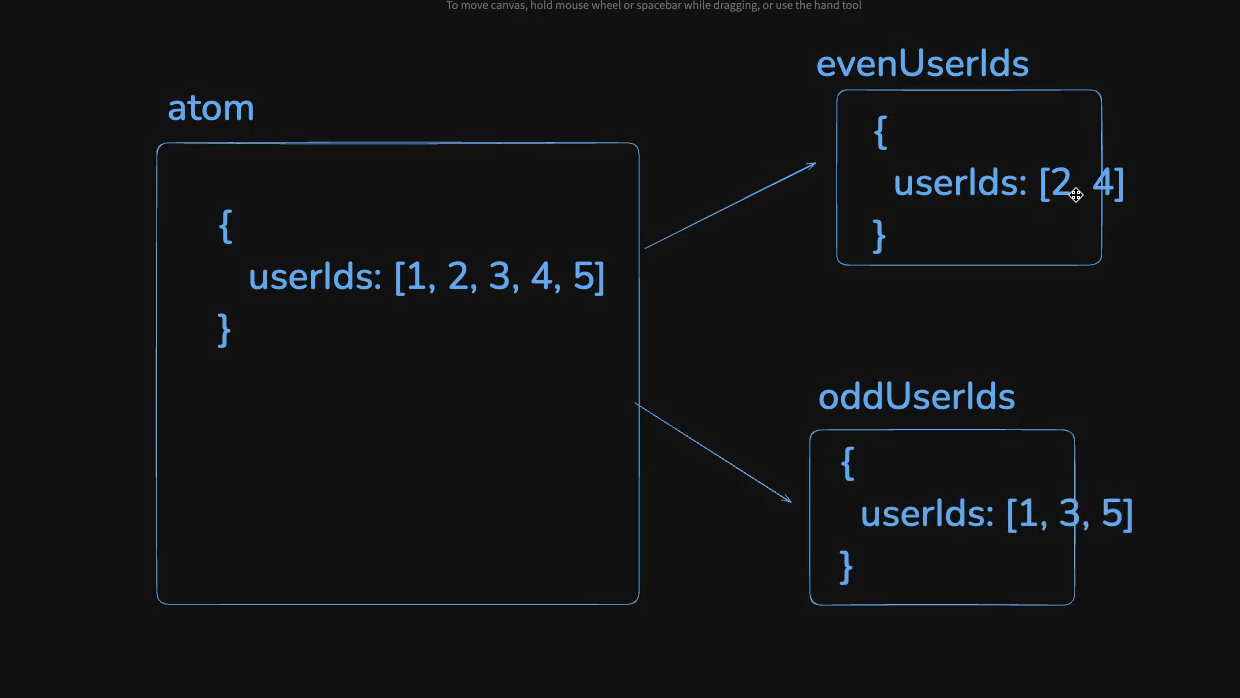 To move canvas, hold mouse wheel or spacebar while dragging, or use the hand tool
atom
{
userIds: [1, 2, 3, 4, 5]
}
evenUserIds
{
userIds: [2, 4]
}
oddUserIds
{
userIds: [1, 3, 5]
}